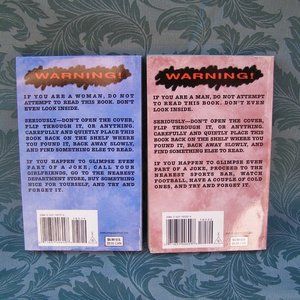 WARNING!
IF YOU ARE A WOMAN, DO NOT
ATTEMPT TO READ THIS BOOK. DON'T
EVEN LOOK INSIDE.
SERIOUSLY—DON'T OPEN THE COVER,
FLIP THROUGH IT, OR ANYTHING.
CAREFULLY AND QUIETLY PLACE THIS
BOOK BACK ON THE SHELF WHERE
YOU FOUND IT, BACK AWAY SLOWLY,
AND FIND SOMETHING ELSE TO READ.
IF YOU HAPPEN TO GLIMPSE EVEN
PART OF A JOKE, CALL YOUR
GIRLFRIENDS, GO TO THE NEAREST
DEPARTMENT STORE, BUY SOMETHING
NICE FOR YOURSELF, AND TRY AND
FORGET IT.
WARNING!
IF YOU ARE A MAN, DO NOT ATTEMPT
TO READ THIS BOOK. DON'T EVEN
LOOK INSIDE.
SERIOUSLY—DON'T OPEN THE COVER,
FLIP THROUGH IT, OR ANYTHING.
CAREFULLY AND QUIETLY PLACE THIS
BOOK BACK ON THE SHELF WHERE YOU
FOUND IT, BACK AWAY SLOWLY, AND
FIND SOMETHING ELSE TO READ.
IF YOU HAPPEN TO GLIMPSE EVEN
PART OF A JOKE, PROCEED TO THE
NEAREST SPORTS BAR, WATCH
FOOTBALL, HAVE A COUPLE OF COLD
ONES, AND TRY AND FORGET IT.